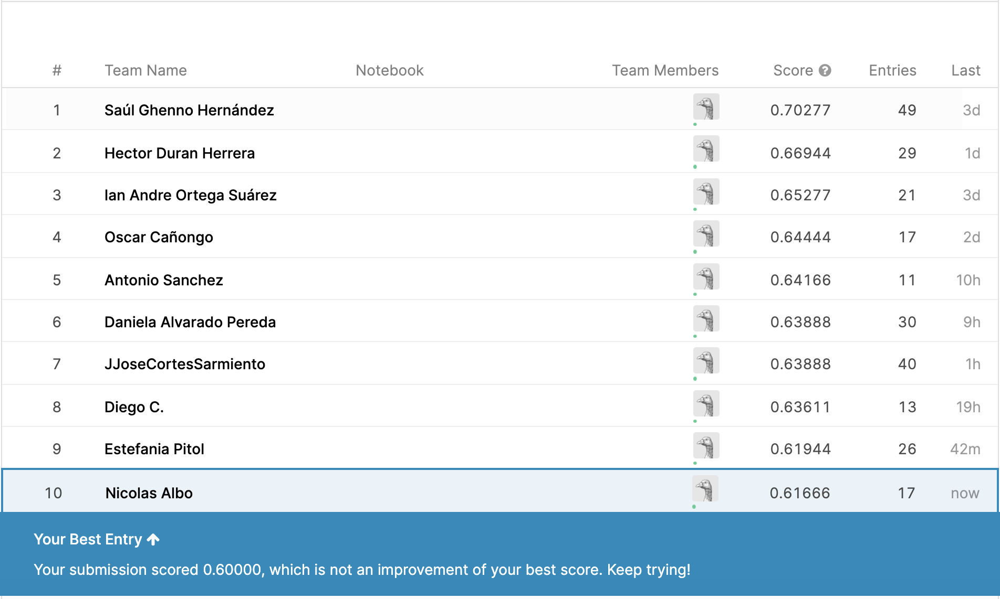 # Team Name Notebook Team Members Score ? Entries Last
1 Saúl Ghenno Hernández 0.70277 49 3d
2 Hector Duran Herrera 0.66944 29 1d
3 Ian Andre Ortega Suárez 0.65277 21 3d
4 Oscar Cañongo 0.64444 17 2d
5 Antonio Sanchez 0.64166 11 10h
6 Daniela Alvarado Pereda 0.63888 30 9h
7 JJoseCortesSarmiento 0.63888 40 1h
8 Diego C. 0.63611 13 19h
9 Estefania Pitol 0.61944 26 42m
10 Nicolas Albo 0.61666 17 now
Your Best Entry ↑
Your submission scored 0.60000, which is not an improvement of your best score. Keep trying!